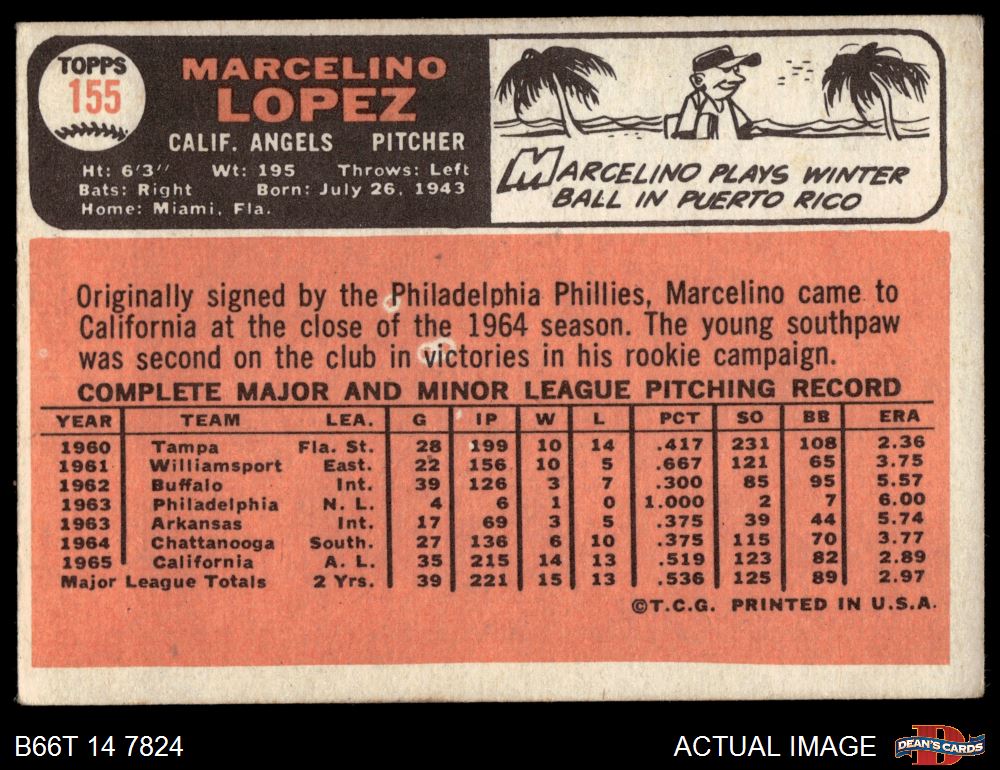 TOPPS
155
MARCELINO
LOPEZ
CALIF. ANGELS PITCHER
Ht: 6'3" Wt: 195 Throws: Left
Bats: Right Born: July 26, 1943
Home: Miami, Fla.
MARCELINO PLAYS WINTER
BALL IN PUERTO RICO
Originally signed by the Philadelphia Phillies, Marcelino came to
California at the close of the 1964 season. The young southpaw
was second on the club in victories in his rookie campaign.
COMPLETE MAJOR AND MINOR LEAGUE PITCHING RECORD
YEAR TEAM LEA. G IP W L PCT SO BB ERA
1960 Tampa Fla. St. 28 199 10 14 .417 231 108 2.36
1961 Williamsport East. 22 156 10 5 .667 121 65 3.75
1962 Buffalo Int. 39 126 3 7 .300 85 95 5.57
1963 Philadelphia N. L. 4 6 1 0 1.000 2 7 6.00
1963 Arkansas Int. 17 69 3 5 .375 39 44 5.74
1964 Chattanooga South. 27 136 6 10 .375 115 70 3.77
1965 California A. L. 35 215 14 13 .519 123 82 2.89
Major League Totals 2 Yrs. 39 221 15 13 .536 125 89 2.97
©T.C.G. PRINTED IN U.S.A.
B66T 14 7824
ACTUAL IMAGE
DEAN'S CARDS